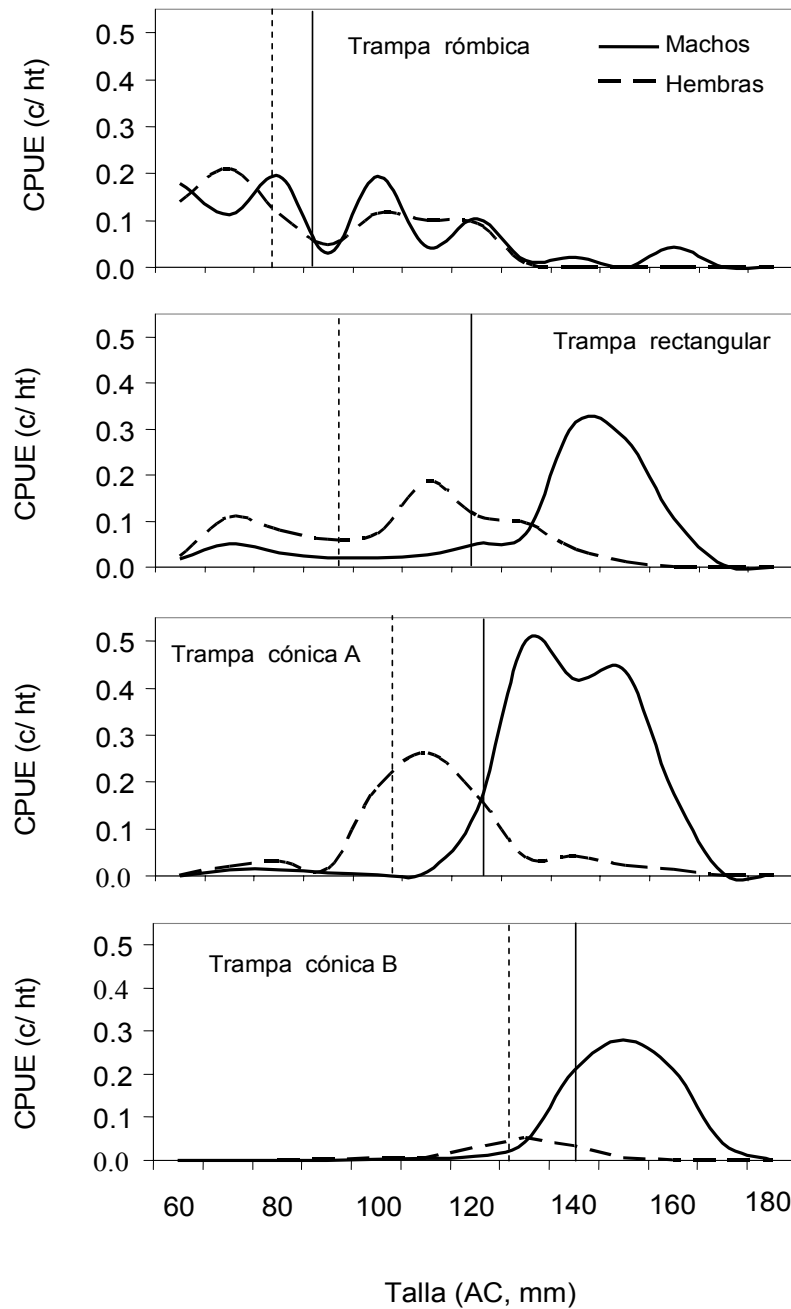 CPUE (c/ ht)
0.5
0.4
0.3
0.2
0.1
0.0
Trampa rómbica
Machos
Hembras
CPUE (c/ ht)
0.5
0.4
0.3
0.2
0.1
0.0
Trampa rectangular
CPUE (c/ ht)
0.5
0.4
0.3
0.2
0.1
0.0
Trampa cónica A
CPUE (c/ ht)
0.5
0.4
0.3
0.2
0.1
0.0
Trampa cónica B
60 80 100 120 140 160 180
Talla (AC, mm)